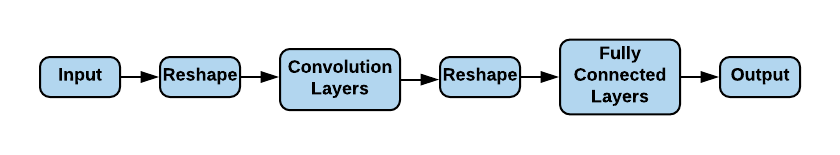 Input
Reshape
Convolution
Layers
Reshape
Fully
Connected
Layers
Output